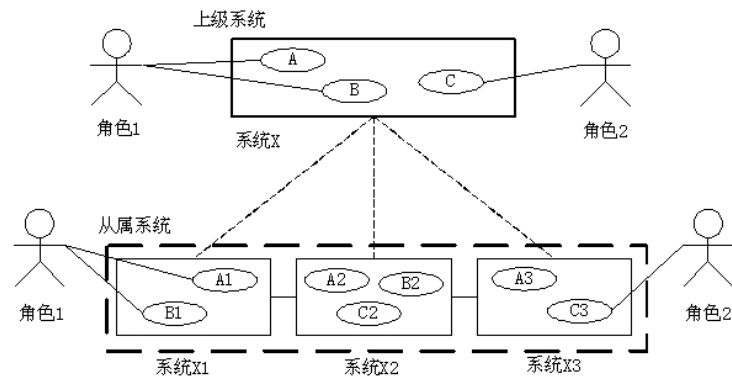 上级系统
A
B
C
角色1
系统X
角色2
从属系统
A1
B1
A2
B2
C2
A3
C3
角色1
角色2
系统X1
系统X2
系统X3